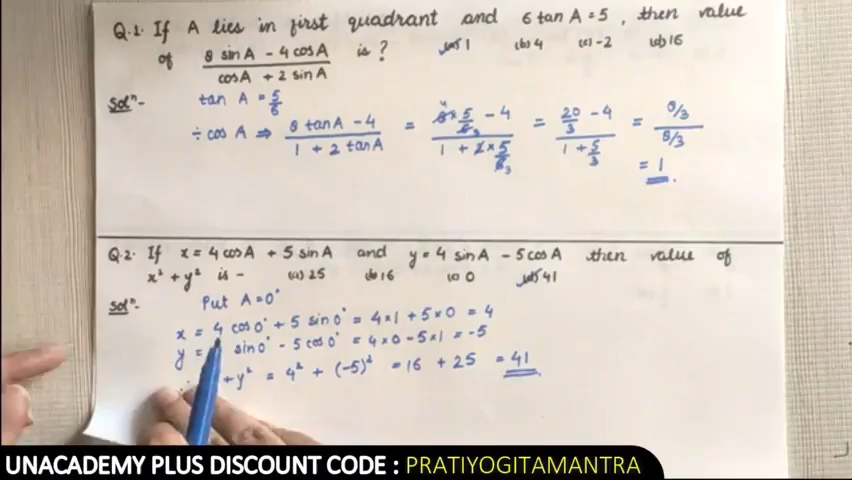 Q.1. If A lies in first quadrant and 6 tan A = 5, then value
of (8 sin A - 4 cos A)/(cos A + 2 sin A) is ? (a) 1 (b) 4 (c) -2 (d) 16
Solⁿ- tan A = 5/6
÷ cos A ⇒ (8 tan A - 4)/(1 + 2 tan A) = (8 × 5/6 - 4)/(1 + 2 × 5/6) = (20/3 - 4)/(1 + 5/3) = (8/3)/(8/3)
= 1.
Q.2. If x = 4 cos A + 5 sin A and y = 4 sin A - 5 cos A then value of
x² + y² is - (a) 25 (b) 16 (c) 0 (d) 41
Solⁿ- Put A = 0°
x = 4 cos 0° + 5 sin 0° = 4×1 + 5×0 = 4
y = sin 0° - 5 cos 0° = 4×0 - 5×1 = -5
+ y² = 4² + (-5)² = 16 + 25 = 41
UNACADEMY PLUS DISCOUNT CODE : PRATIYOGITAMANTRA